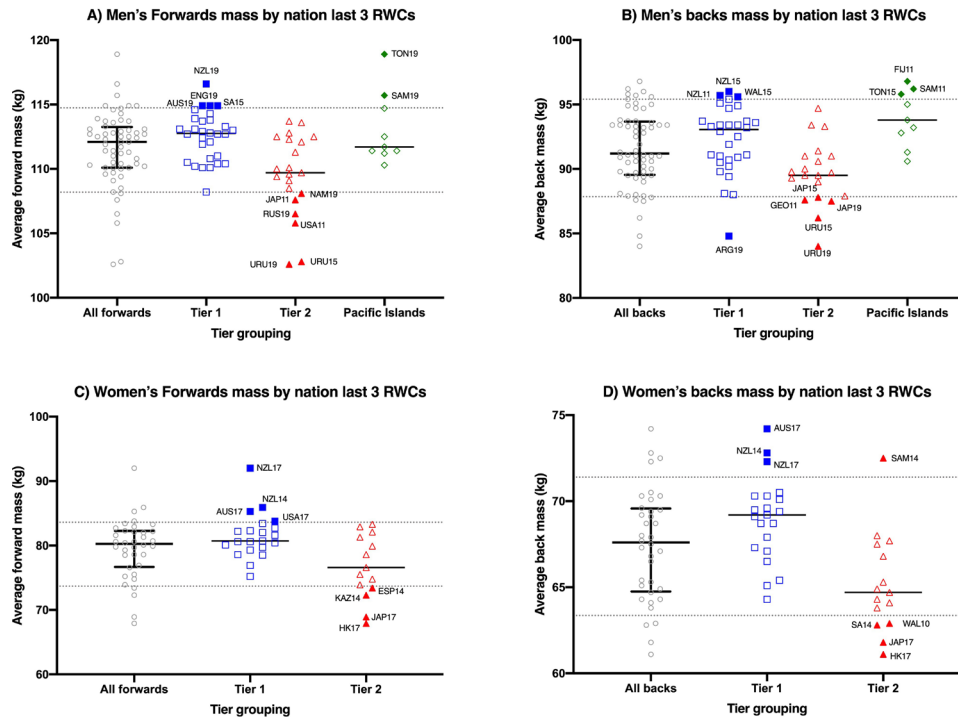 A) Men's Forwards mass by nation last 3 RWCs
Average forward mass (kg)
120
115
110
105
100
TON19
NZL19
SAM19
ENG19
AUS19
SA15
NAM19
JAP11
RUS19
USA11
URU19
URU15
All forwards
Tier 1
Tier 2
Pacific Islands
Tier grouping
B) Men's backs mass by nation last 3 RWCs
Average back mass (kg)
100
95
90
85
80
FIJ11
NZL15
SAM11
NZL11
WAL15
TON15
JAP15
GEO11
JAP19
URU15
ARG19
URU19
All backs
Tier 1
Tier 2
Pacific Islands
Tier grouping
C) Women's Forwards mass by nation last 3 RWCs
Average forward mass (kg)
100
90
80
70
60
NZL17
NZL14
AUS17
USA17
ESP14
KAZ14
JAP17
HK17
All forwards
Tier 1
Tier 2
Tier grouping
D) Women's backs mass by nation last 3 RWCs
Average back mass (kg)
75
70
65
60
AUS17
NZL14
NZL17
SAM14
SA14
WAL10
JAP17
HK17
All backs
Tier 1
Tier 2
Tier grouping